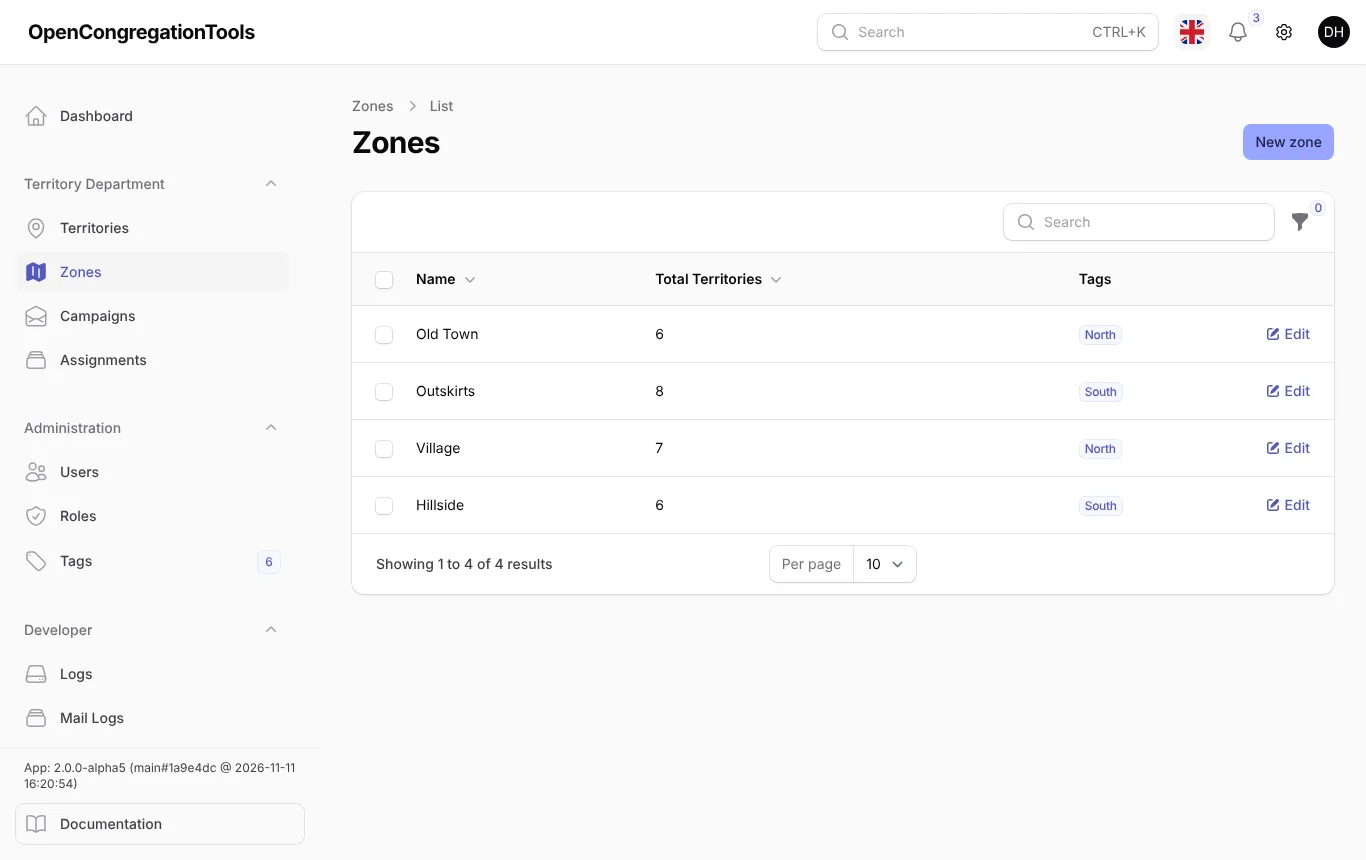 OpenCongregationTools
Search CTRL+K
3
DH
Dashboard
Territory Department
Territories
Zones
Campaigns
Assignments
Administration
Users
Roles
Tags 6
Developer
Logs
Mail Logs
App: 2.0.0-alpha5 (main#1a9e4dc @ 2026-11-11
16:20:54)
Documentation
Zones > List
Zones
New zone
Search
0
Name Total Territories Tags
Old Town 6 North Edit
Outskirts 8 South Edit
Village 7 North Edit
Hillside 6 South Edit
Showing 1 to 4 of 4 results
Per page 10